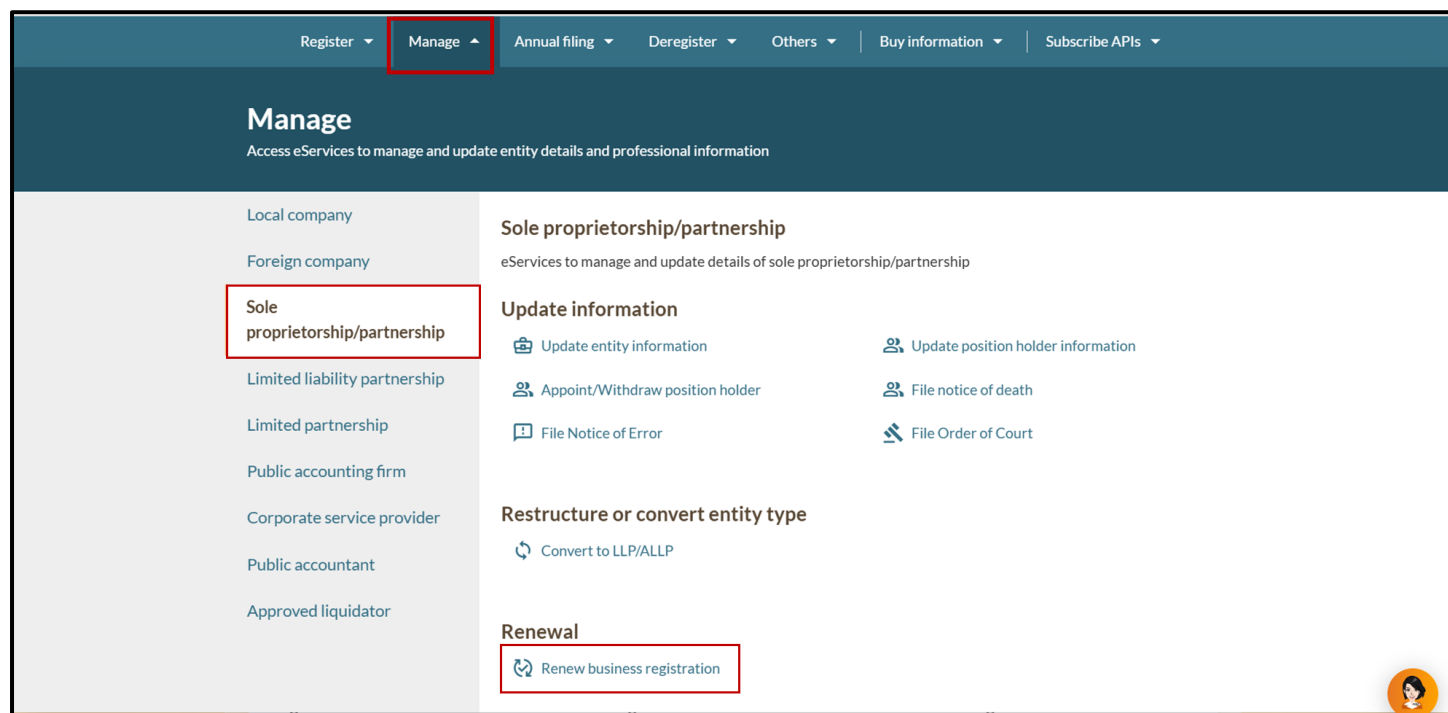 Register Manage Annual filing Deregister Others Buy information Subscribe APIs
Manage
Access eServices to manage and update entity details and professional information
Local company
Foreign company
Sole
proprietorship/partnership
Limited liability partnership
Limited partnership
Public accounting firm
Corporate service provider
Public accountant
Approved liquidator
Sole proprietorship/partnership
eServices to manage and update details of sole proprietorship/partnership
Update information
Update entity information Update position holder information
Appoint/Withdraw position holder File notice of death
File Notice of Error File Order of Court
Restructure or convert entity type
Convert to LLP/ALLP
Renewal
Renew business registration